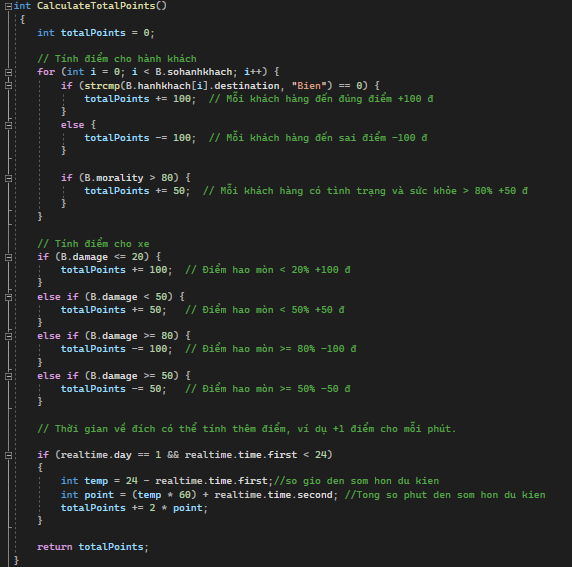 int CalculateTotalPoints()
{
int totalPoints = 0;
// Tính điểm cho hành khách
for (int i = 0; i < B.sohanhkhach; i++) {
if (strcmp(B.hanhkhach[i].destination, "Bien") == 0) {
totalPoints += 100;  // Mỗi khách hàng đến đúng điểm +100 đ
}
else {
totalPoints -= 100;  // Mỗi khách hàng đến sai điểm -100 đ
}
if (B.morality > 80) {
totalPoints += 50;  // Mỗi khách hàng có tình trạng và sức khỏe > 80% +50 đ
}
}
// Tính điểm cho xe
if (B.damage <= 20) {
totalPoints += 100;  // Điểm hao mòn < 20% +100 đ
}
else if (B.damage < 50) {
totalPoints += 50;   // Điểm hao mòn < 50% +50 đ
}
else if (B.damage >= 80) {
totalPoints -= 100;  // Điểm hao mòn >= 80% -100 đ
}
else if (B.damage >= 50) {
totalPoints -= 50;   // Điểm hao mòn >= 50% -50 đ
}
// Thời gian về đích có thể tính thêm điểm, ví dụ +1 điểm cho mỗi phút.
if (realtime.day == 1 && realtime.time.first < 24)
{
int temp = 24 - realtime.time.first;//so gio den som hon du kien
int point = (temp * 60) + realtime.time.second; //Tong so phut den som hon du kien
totalPoints += 2 * point;
}
return totalPoints;
}